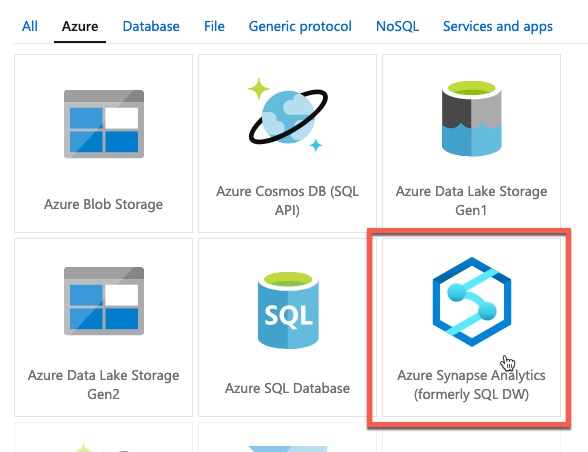 All Azure Database File Generic protocol NoSQL Services and apps
Azure Blob Storage
Azure Cosmos DB (SQL
API)
Azure Data Lake Storage
Gen1
Azure Data Lake Storage
Gen2
SQL
Azure SQL Database
Azure Synapse Analytics
(formerly SQL DW)